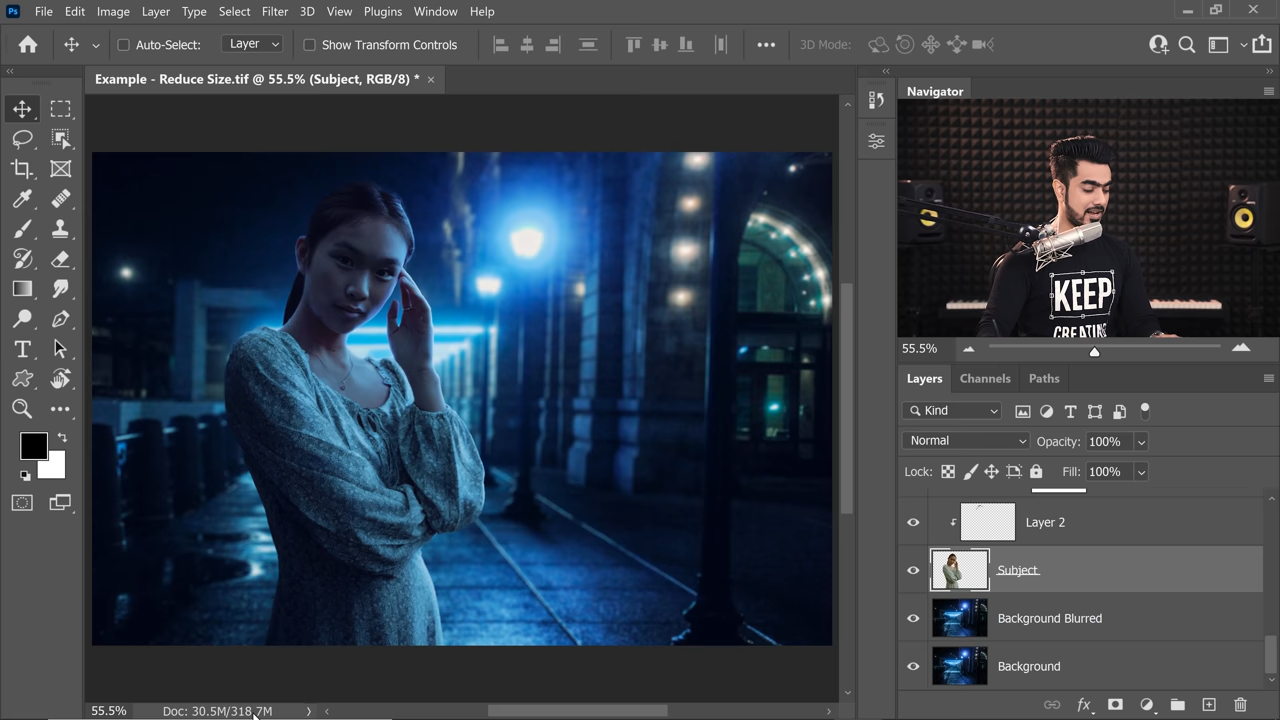 Ps File Edit Image Layer Type Select Filter 3D View Plugins Window Help
Auto-Select: Layer Show Transform Controls 3D Mode:
Example - Reduce Size.tif @ 55.5% (Subject, RGB/8) *
Navigator
KEEP
CREATING
55.5%
Layers Channels Paths
Kind
Normal Opacity: 100%
Lock: Fill: 100%
Layer 2
Subject
Background Blurred
Background
55.5% Doc: 30.5M/318.7M
fx